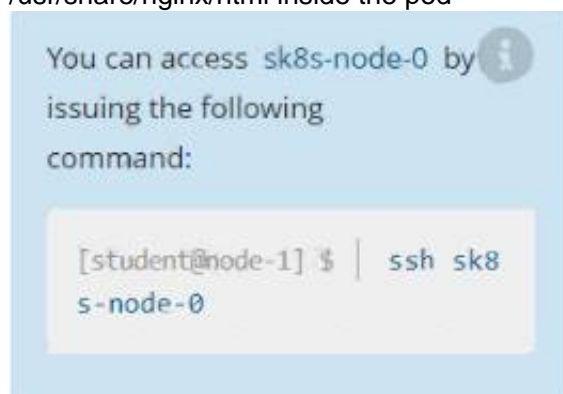 /usr/share/nginx/html inside the pod
You can access sk8s-node-0 by
issuing the following
command:
[student@node-1] $ | ssh sk8
s-node-0